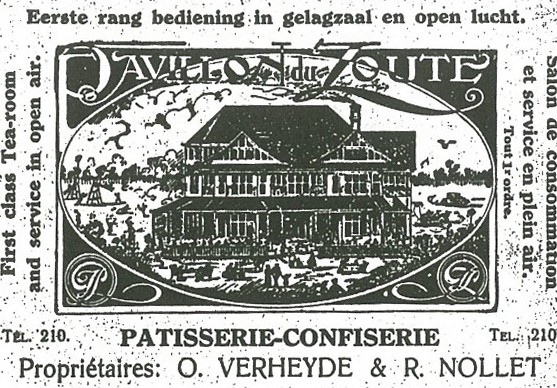 Eerste rang bediening in gelagzaal en open lucht.
PAVILLON du ZOUTE
First class Tea-room
and service in open air.
Salon de consommation
et service en plein air.
Tout 1r ordre.
TÉL. 210.
PATISSERIE-CONFISERIE
TEL. 210
Propriétaires: O. VERHEYDE & R. NOLLET